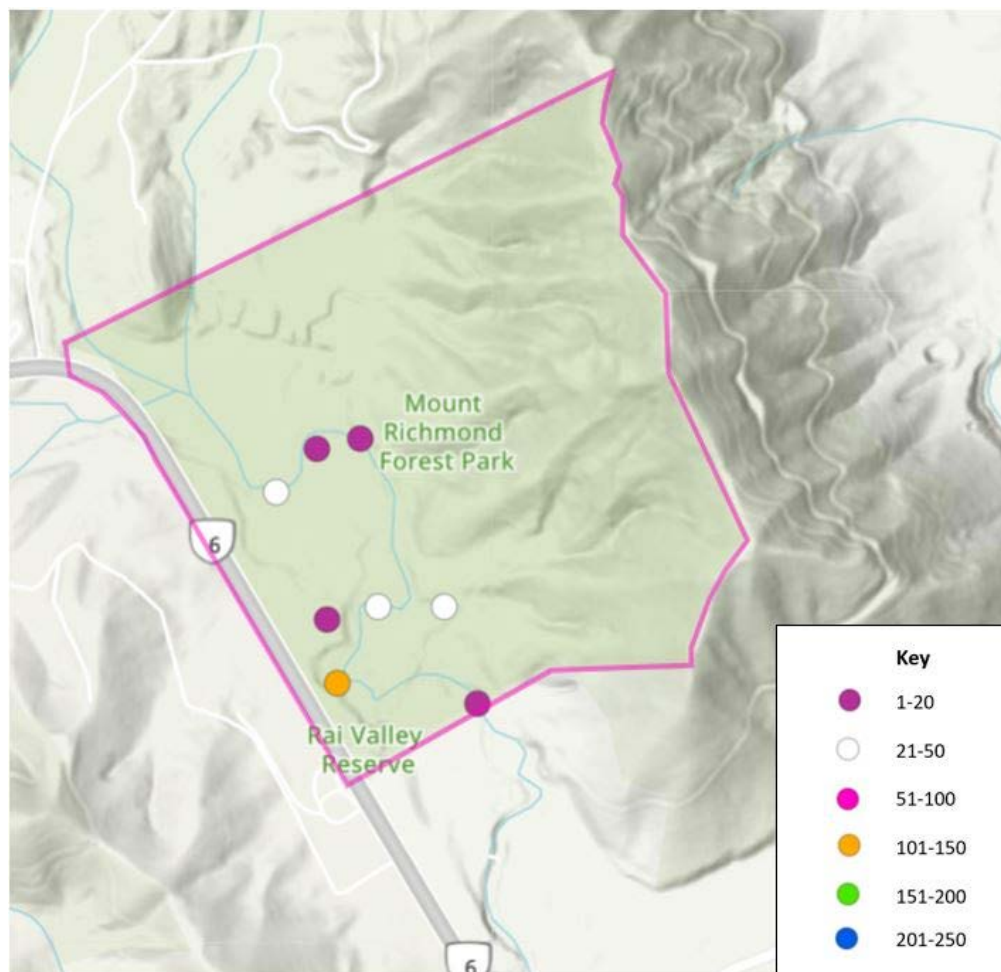 Mount
Richmond
Forest Park
6
Rai Valley
Reserve
6
Key
1-20
21-50
51-100
101-150
151-200
201-250